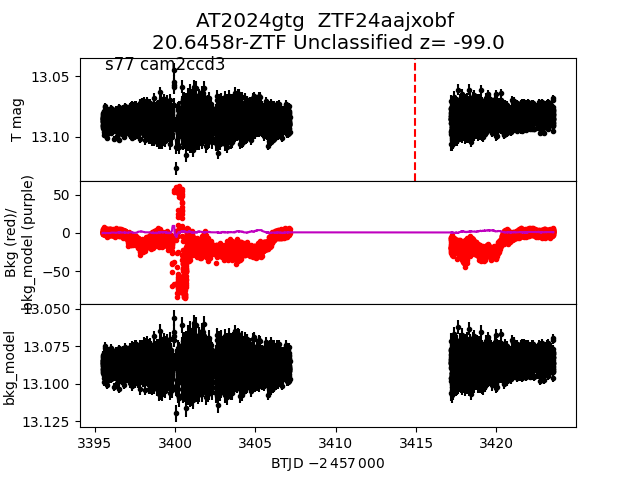 AT2024gtg  ZTF24aajxobf
20.6458r-ZTF Unclassified z= -99.0
s77 cam2ccd3
T mag
13.05
13.10
Bkg (red)/
bkg_model (purple)
50
0
−50
bkg_model
13.050
13.075
13.100
13.125
3395
3400
3405
3410
3415
3420
BTJD −2 457 000